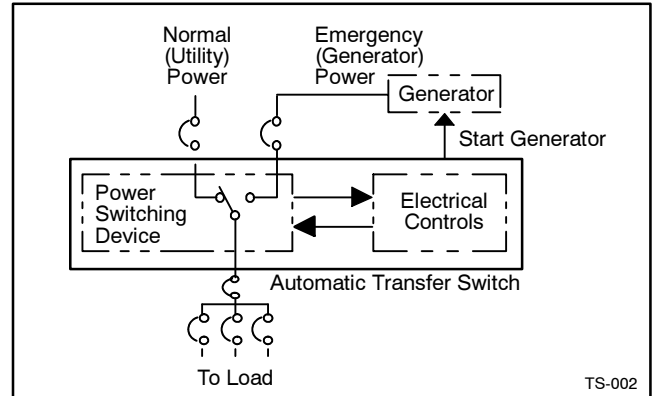 Normal
(Utility)
Power
Emergency
(Generator)
Power
Generator
Start Generator
Power
Switching
Device
Electrical
Controls
Automatic Transfer Switch
To Load
TS-002